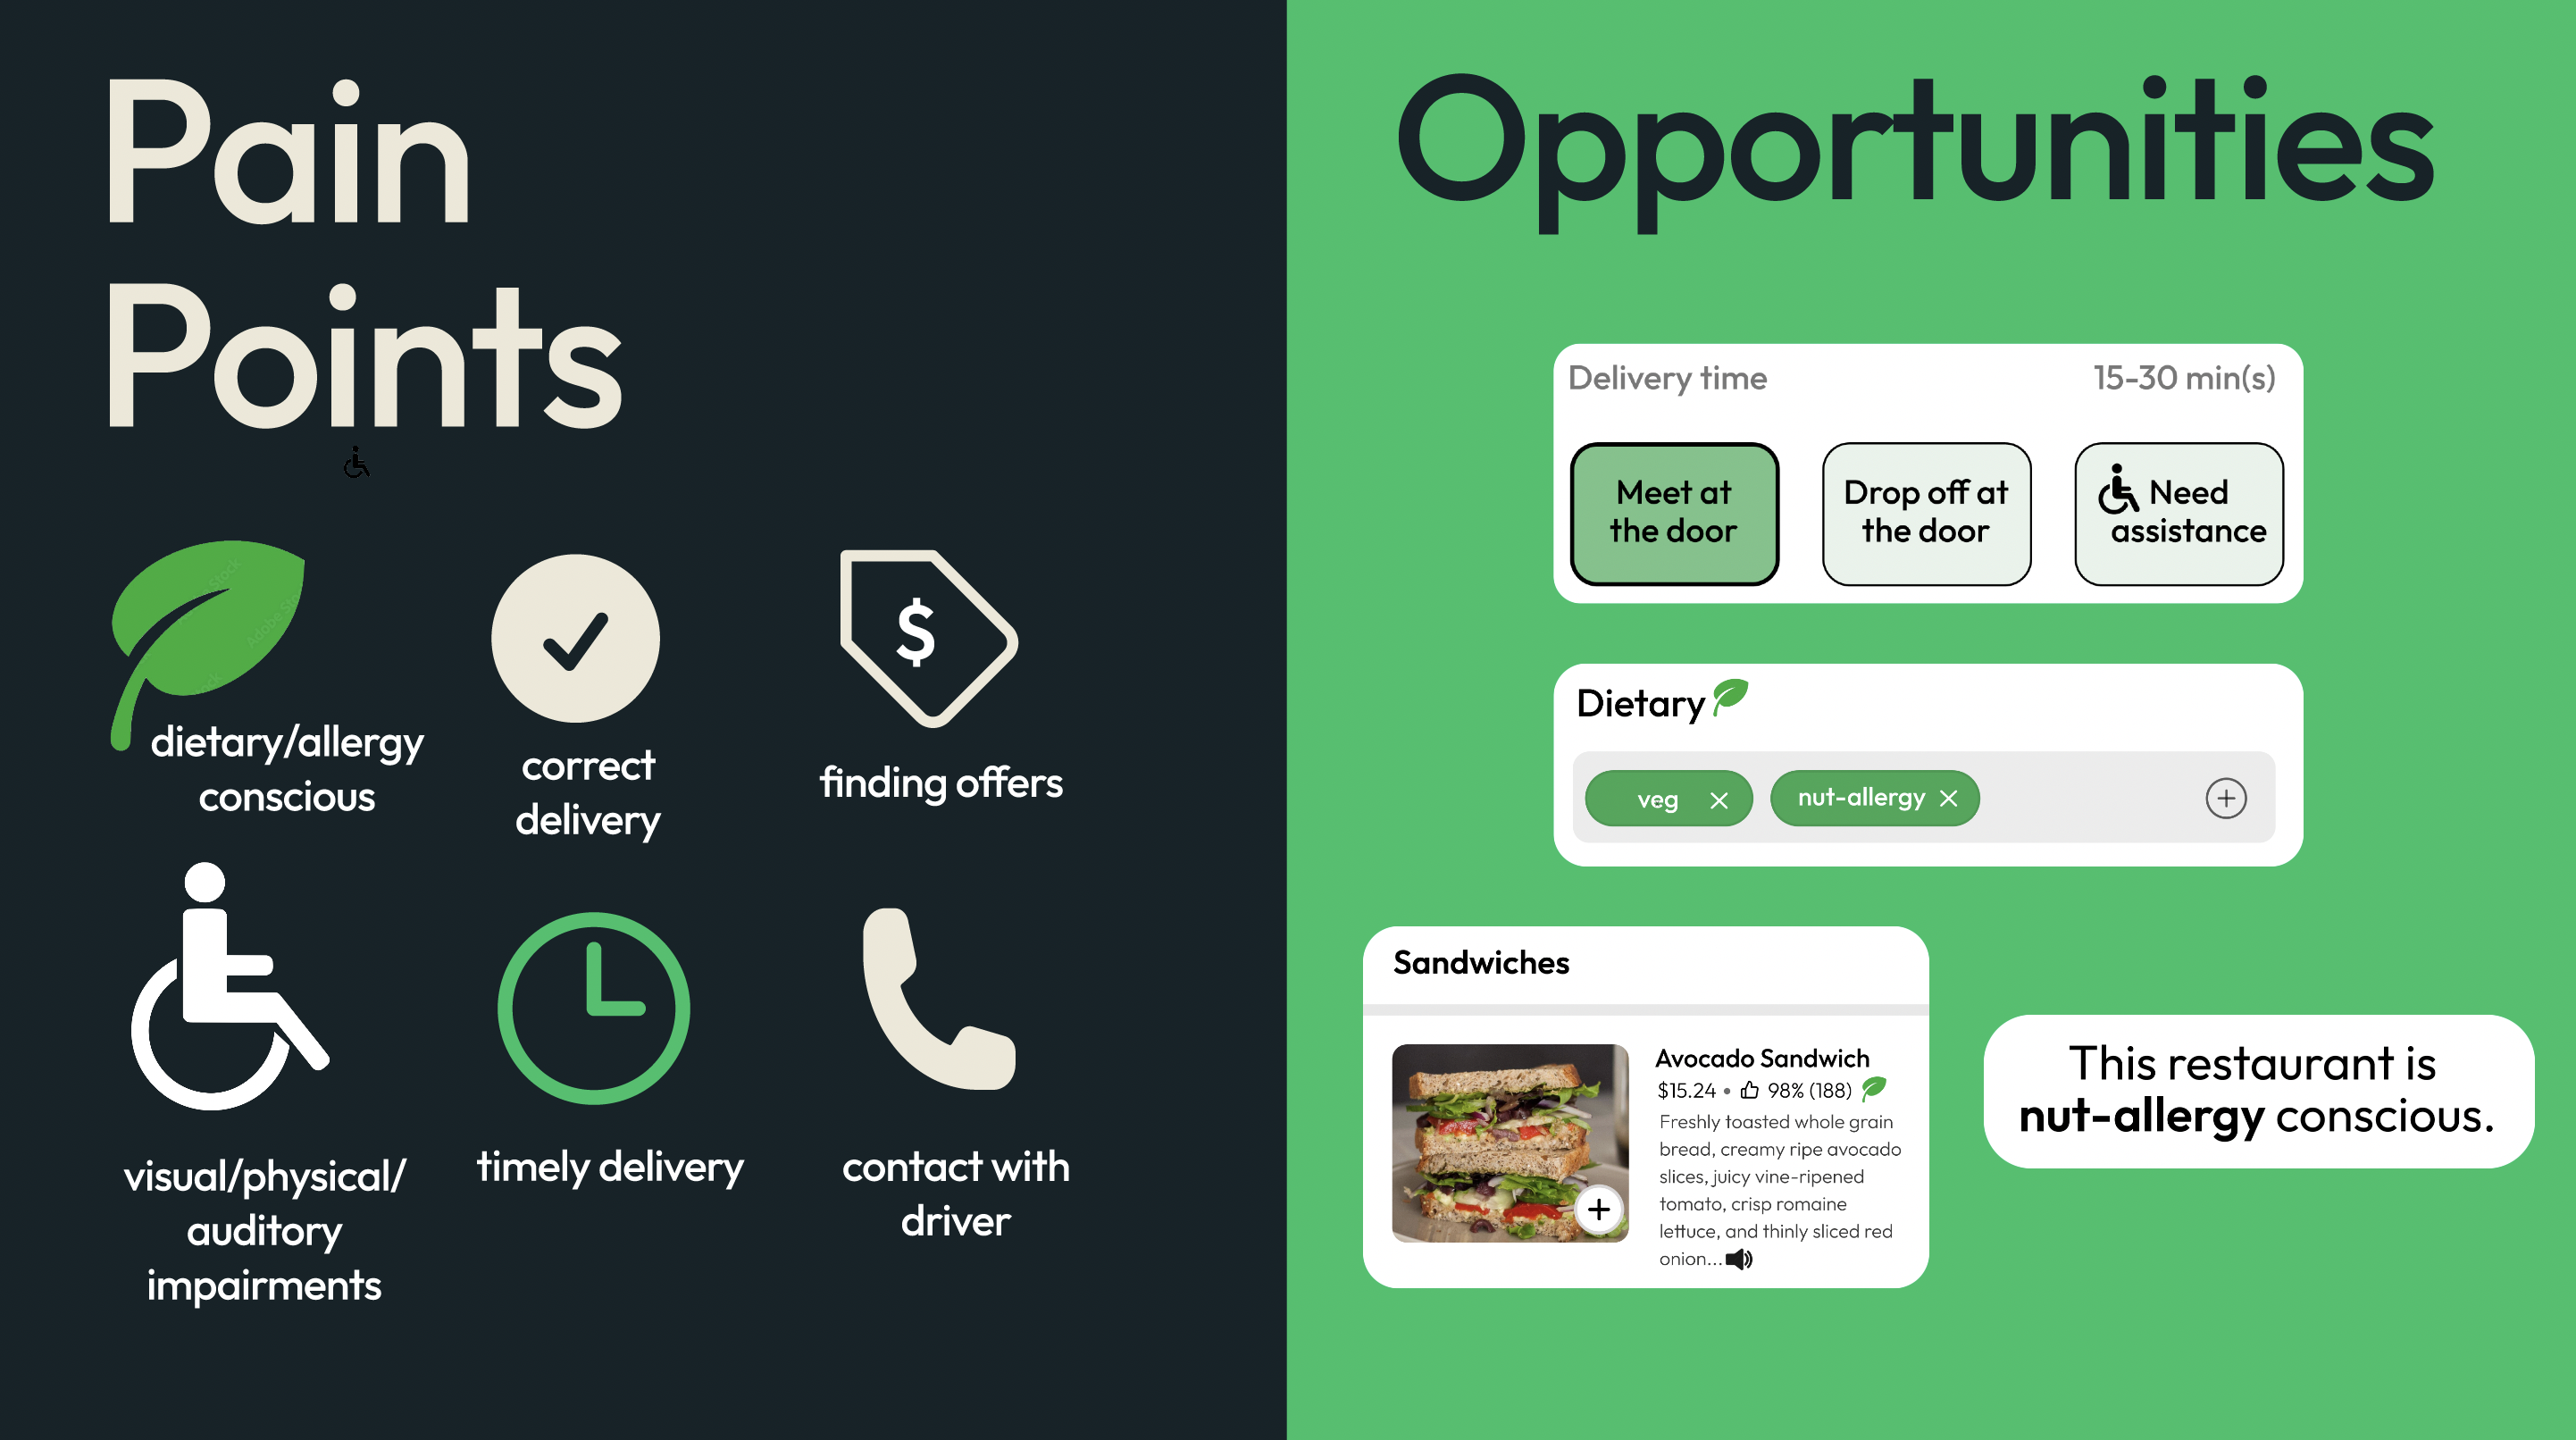 Pain
Points
$
dietary/allergy
conscious
correct
delivery
finding offers
visual/physical/
auditory
impairments
timely delivery
contact with
driver
Opportunities
Delivery time 15-30 min(s)
Meet at
the door
Drop off at
the door
Need
assistance
Dietary
veg
nut-allergy
Sandwiches
Avocado Sandwich
$15.24 • 98% (188)
Freshly toasted whole grain
bread, creamy ripe avocado
slices, juicy vine-ripened
tomato, crisp romaine
lettuce, and thinly sliced red
onion...
This restaurant is
nut-allergy conscious.